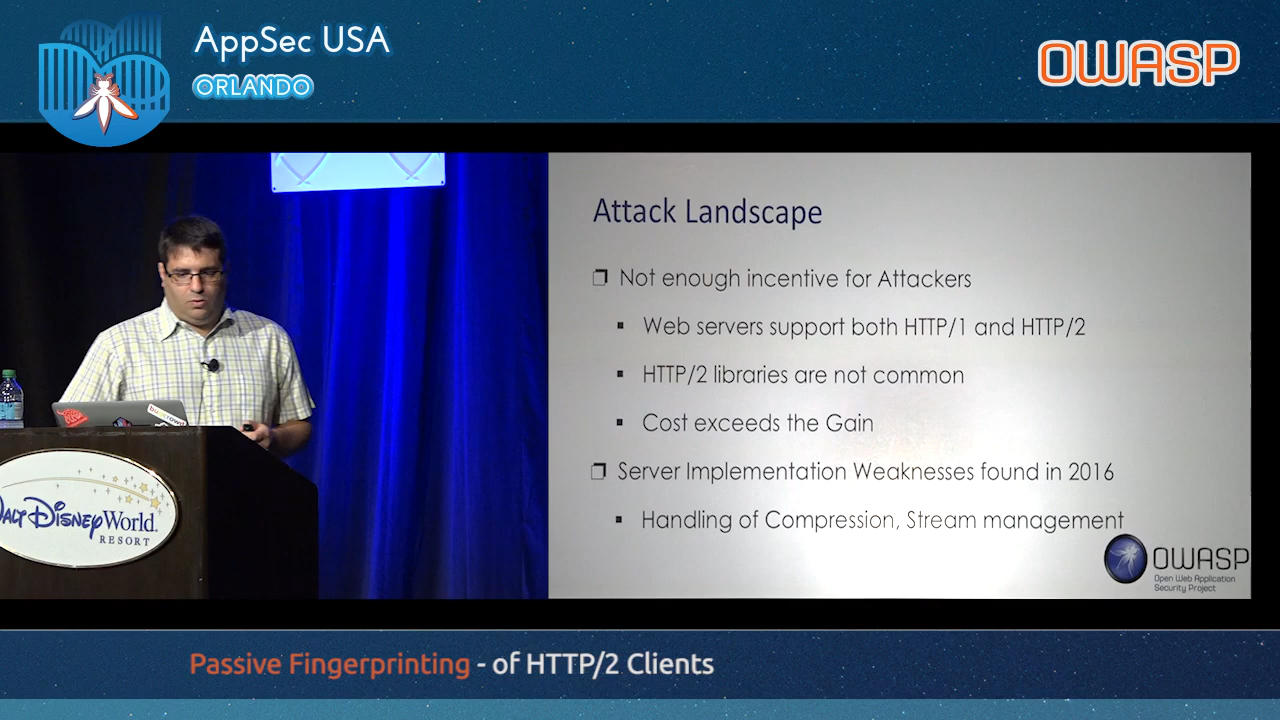 AppSec USA
ORLANDO
OWASP
Attack Landscape
Not enough incentive for Attackers
Web servers support both HTTP/1 and HTTP/2
HTTP/2 libraries are not common
Cost exceeds the Gain
Server Implementation Weaknesses found in 2016
Handling of Compression, Stream management
OWASP
Open Web Application
Security Project
WALT DISNEY World.
RESORT
Passive Fingerprinting - of HTTP/2 Clients